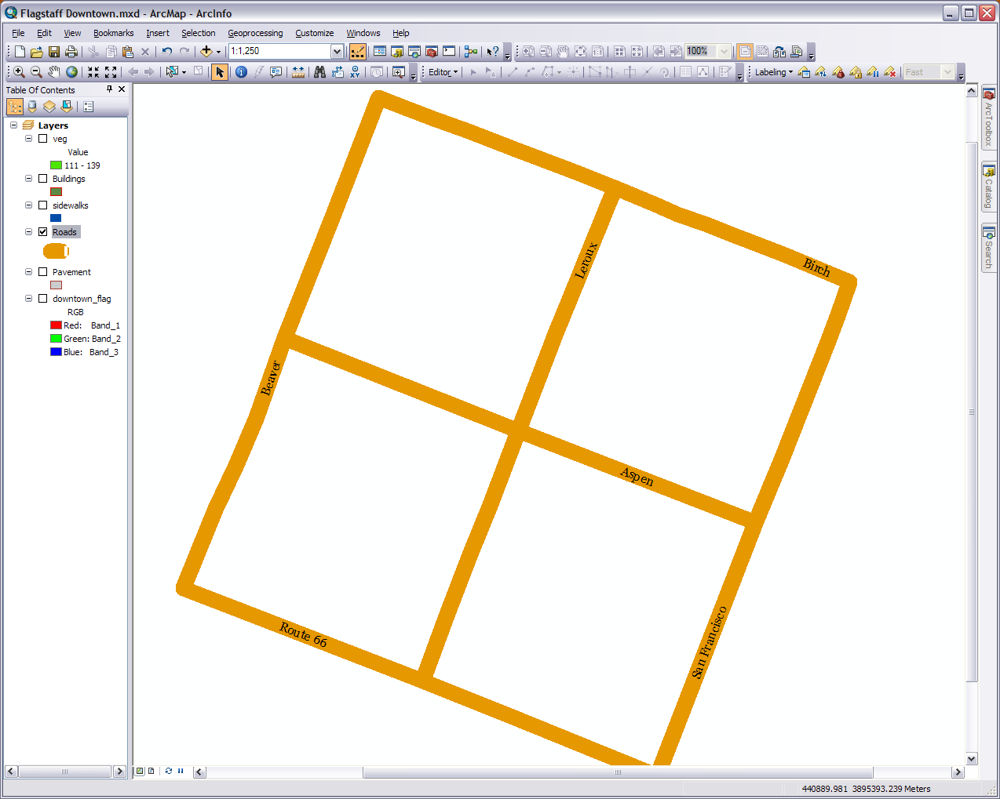 Flagstaff Downtown.mxd - ArcMap - ArcInfo
File Edit View Bookmarks Insert Selection Geoprocessing Customize Windows Help
1:1,250 100%
Editor Labeling Fast
Table Of Contents
Layers
veg
Value
111 - 139
Buildings
sidewalks
Roads
Pavement
downtown_flag
RGB
Red: Band_1
Green: Band_2
Blue: Band_3
Birch
Leroux
Beaver
Aspen
Route 66
San Francisco
ArcToolbox
Catalog
Search
440889.981 3895393.239 Meters